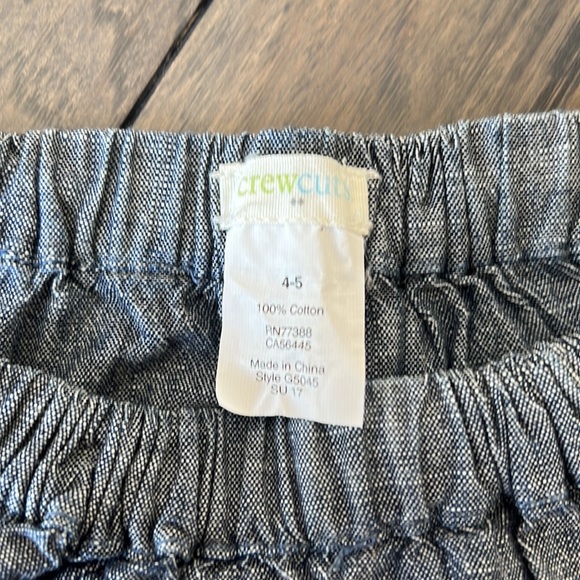 crewcuts
4-5
100% Cotton
RN77388
CA56445
Made in China
Style G5045
SU 17